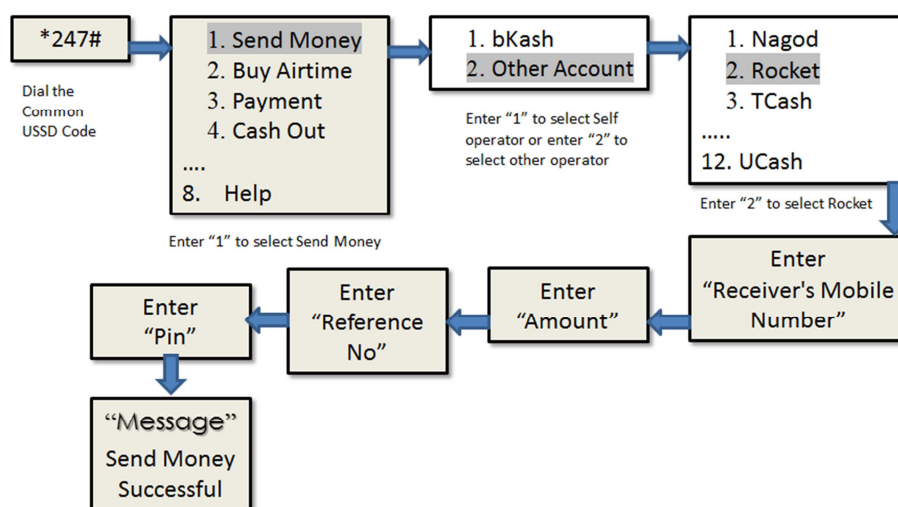 *247#
Dial the
Common
USSD Code
1. Send Money
2. Buy Airtime
3. Payment
4. Cash Out
....
8. Help
Enter “1” to select Send Money
1. bKash
2. Other Account
Enter “1” to select Self
operator or enter “2” to
select other operator
1. Nagod
2. Rocket
3. TCash
.....
12. UCash
Enter “2” to select Rocket
Enter
“Receiver's Mobile
Number”
Enter
“Amount”
Enter
“Reference
No”
Enter
“Pin”
“Message”
Send Money
Successful